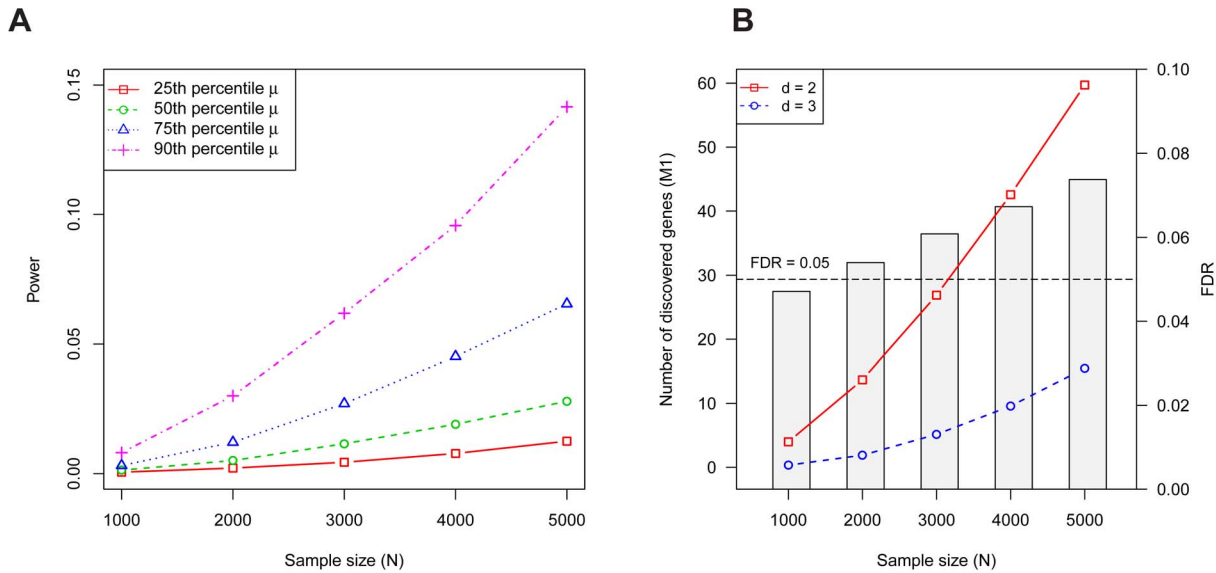 A
25th percentile μ
50th percentile μ
75th percentile μ
90th percentile μ
Power
0.15
0.10
0.05
0.00
1000 2000 3000 4000 5000
Sample size (N)
B
d = 2
d = 3
FDR = 0.05
Number of discovered genes (M1)
60
50
40
30
20
10
0
0.10
0.08
0.06
0.04
0.02
0.00
FDR
1000 2000 3000 4000 5000
Sample size (N)